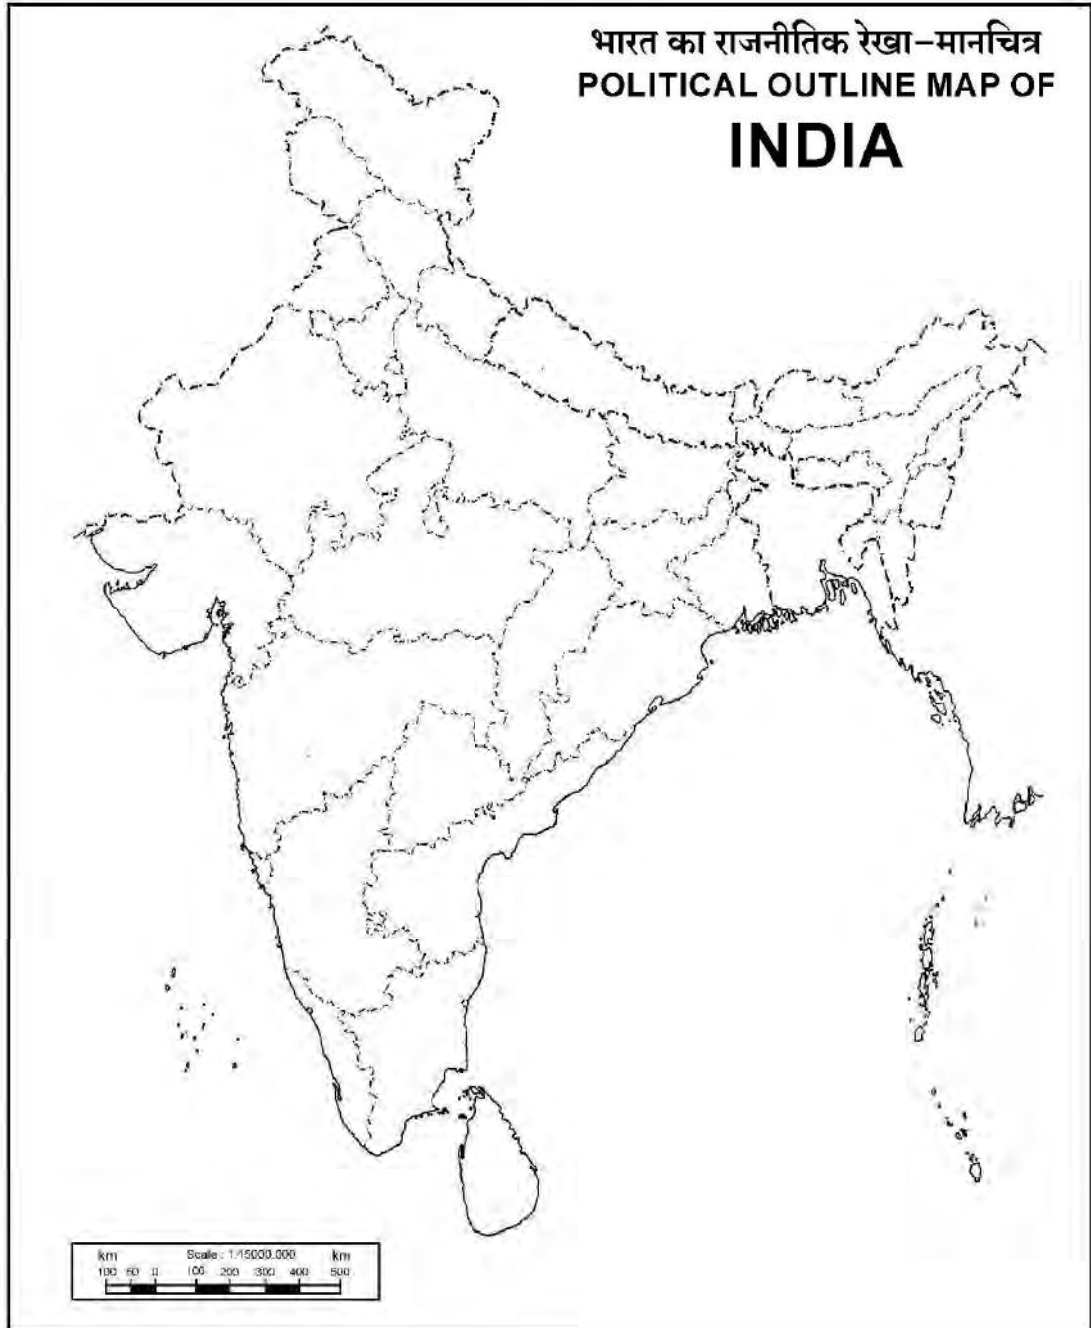 भारत का राजनीतिक रेखा-मानचित्र
POLITICAL OUTLINE MAP OF
INDIA
km Scale : 1:15000.000 km
100 50 0 100 200 300 400 500